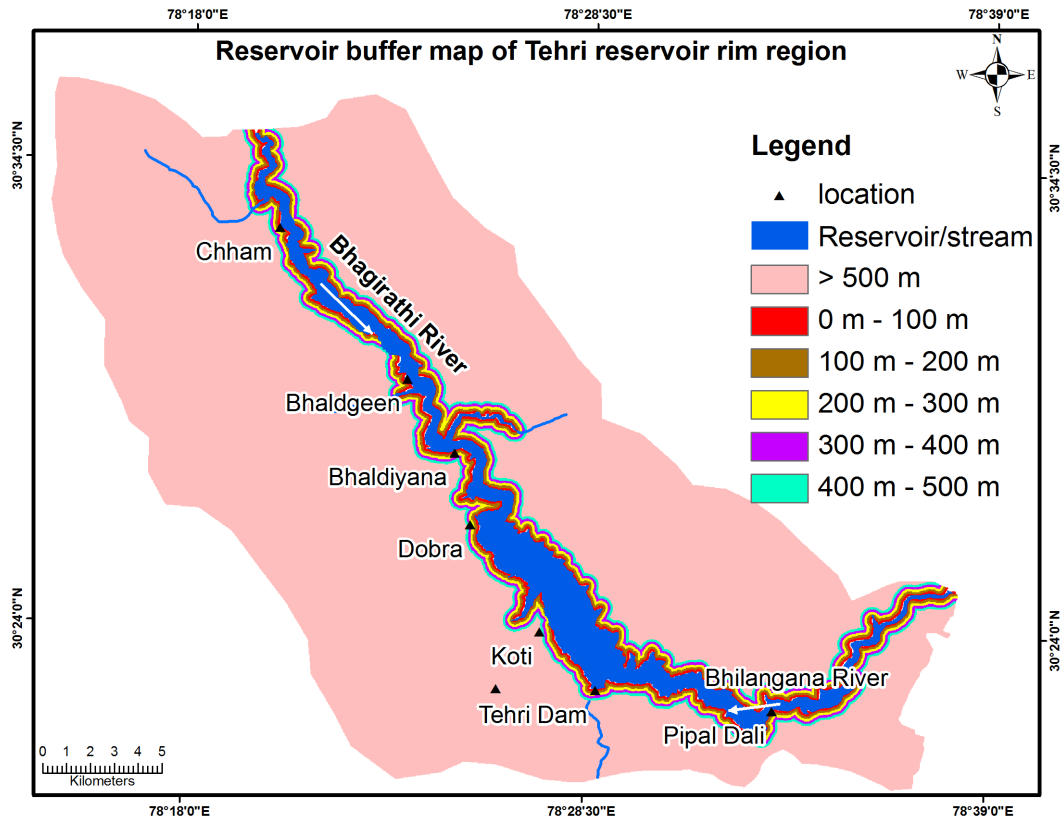 78°18'0"E
78°28'30"E
78°39'0"E
Reservoir buffer map of Tehri reservoir rim region
N
W
E
S
30°34'30"N
30°34'30"N
Legend
location
Reservoir/stream
> 500 m
0 m - 100 m
100 m - 200 m
200 m - 300 m
300 m - 400 m
400 m - 500 m
Chham
Bhagirathi River
Bhaldgeen
Bhaldiyana
Dobra
Koti
Tehri Dam
Bhilangana River
Pipal Dali
30°24'0"N
30°24'0"N
0 1 2 3 4 5
Kilometers
78°18'0"E
78°28'30"E
78°39'0"E